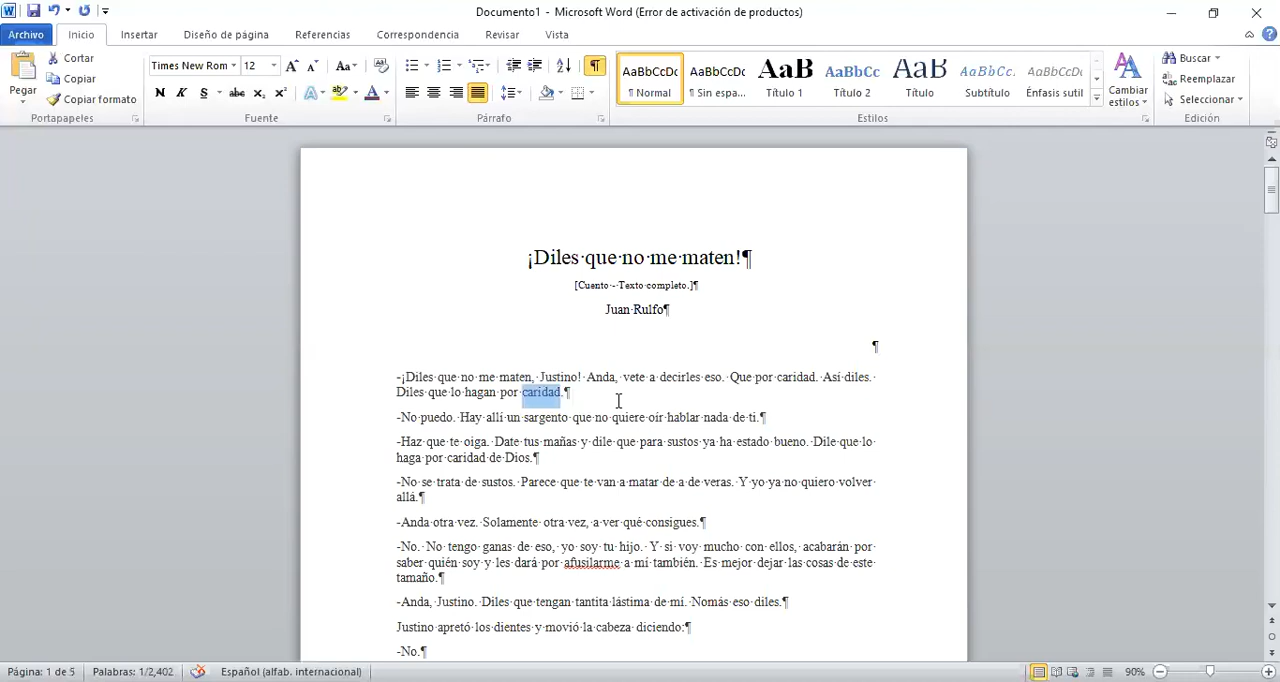 Documento1 - Microsoft Word (Error de activación de productos)
Archivo Inicio Insertar Diseño de página Referencias Correspondencia Revisar Vista
Pegar
Cortar
Copiar
Copiar formato
Portapapeles
Times New Rom 12
N K S abc x₂ x²
Fuente
Párrafo
AaBbCcDc AaBbCcDc AaB AaBbCc AaB AaBbCc. AaBbCcDc
¶ Normal ¶ Sin espa... Título 1 Título 2 Título Subtítulo Énfasis sutil
Cambiar
estilos
Estilos
Buscar
Reemplazar
Seleccionar
Edición
¡Diles·que·no·me·maten!¶
[Cuento·-·Texto·completo.]¶
Juan·Rulfo¶
¶
-¡Diles·que·no·me·maten,·Justino!·Anda,·vete·a·decirles·eso.·Que·por·caridad.·Así·diles.·
Diles·que·lo·hagan·por·caridad.¶
-No·puedo.·Hay·allí·un·sargento·que·no·quiere·oír·hablar·nada·de·ti.¶
-Haz·que·te·oiga.·Date·tus·mañas·y·dile·que·para·sustos·ya·ha·estado·bueno.·Dile·que·lo·
haga·por·caridad·de·Dios.¶
-No·se·trata·de·sustos.·Parece·que·te·van·a·matar·de·a·de·veras.·Y·yo·ya·no·quiero·volver·
allá.¶
-Anda·otra·vez.·Solamente·otra·vez,·a·ver·qué·consigues.¶
-No.·No·tengo·ganas·de·eso,·yo·soy·tu·hijo.·Y·si·voy·mucho·con·ellos,·acabarán·por·
saber·quién·soy·y·les·dará·por·afusilarme·a·mí·también.·Es·mejor·dejar·las·cosas·de·este·
tamaño.¶
-Anda,·Justino.·Diles·que·tengan·tantita·lástima·de·mí.·Nomás·eso·diles.¶
Justino·apretó·los·dientes·y·movió·la·cabeza·diciendo:¶
-No.¶
Página: 1 de 5 Palabras: 1/2,402 Español (alfab. internacional) 90%